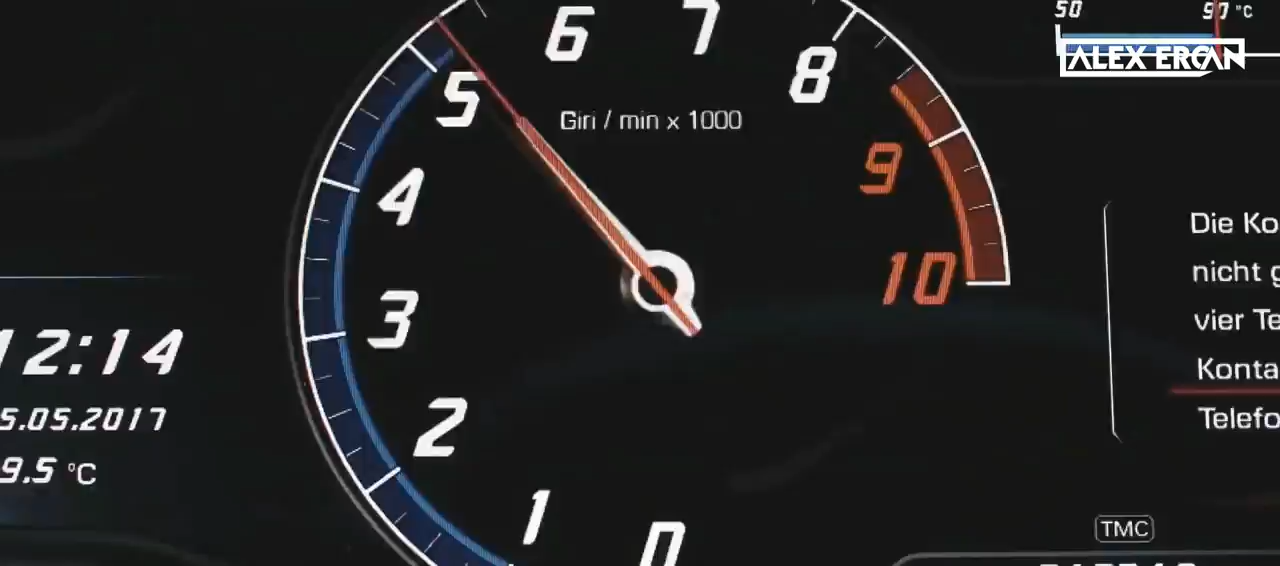 50 90 °C
ALEX ERCAN
6 7
8
5
Giri / min x 1000
9
4
10
3
2
1
0
12:14
5.05.2017
9.5 °C
Die Ko
nicht g
vier Te
Konta
Telefo
TMC